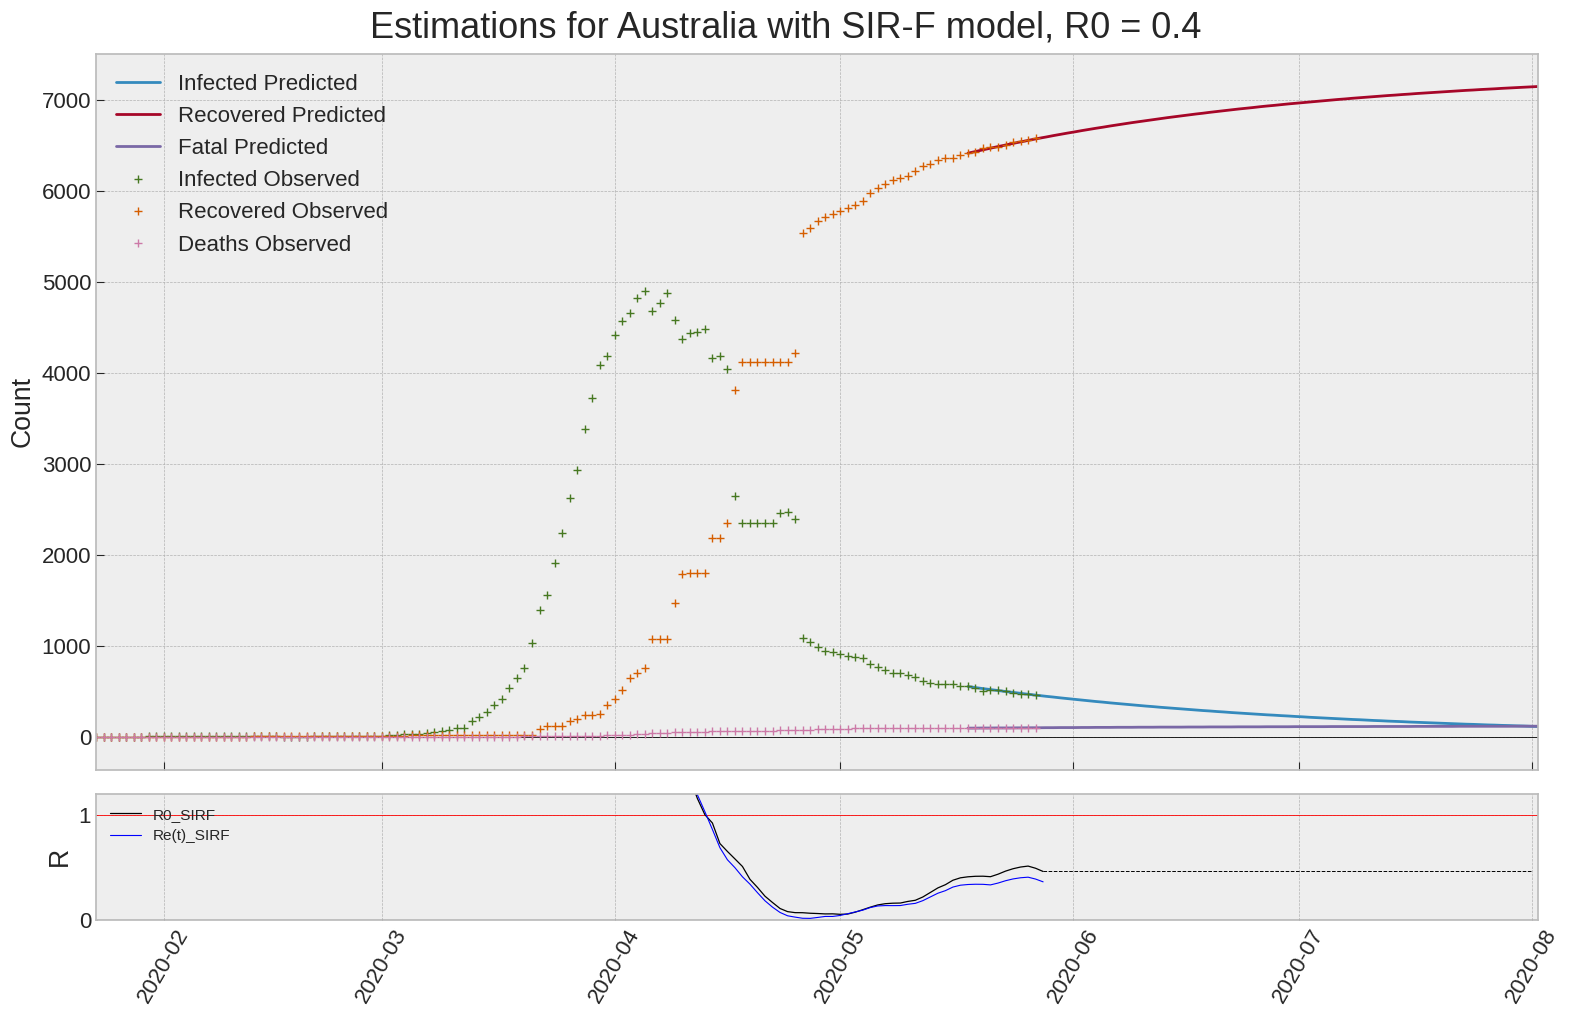 Estimations for Australia with SIR-F model, R0 = 0.4
Infected Predicted
Recovered Predicted
Fatal Predicted
Infected Observed
Recovered Observed
Deaths Observed
7000
6000
5000
4000
3000
2000
1000
0
Count
R0_SIRF
Re(t)_SIRF
1
0
R
2020-02
2020-03
2020-04
2020-05
2020-06
2020-07
2020-08